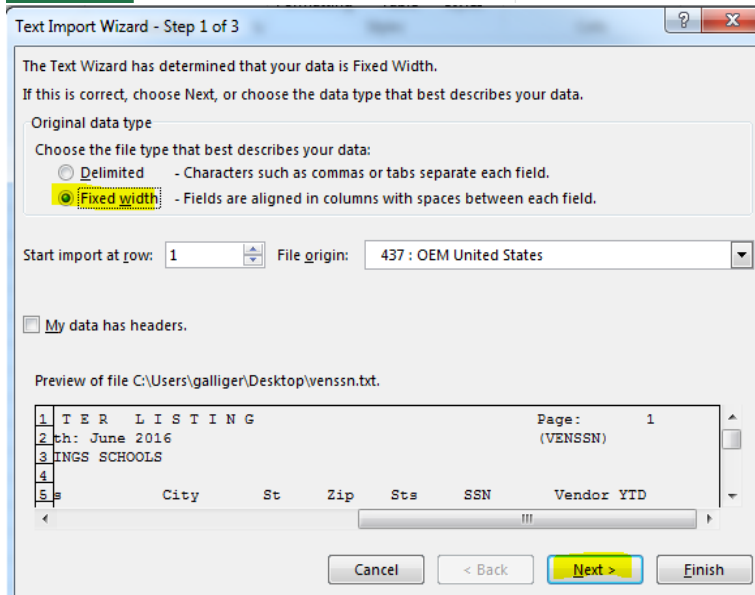 Text Import Wizard - Step 1 of 3
The Text Wizard has determined that your data is Fixed Width.
If this is correct, choose Next, or choose the data type that best describes your data.
Original data type
Choose the file type that best describes your data:
Delimited - Characters such as commas or tabs separate each field.
Fixed width - Fields are aligned in columns with spaces between each field.
Start import at row: 1 File origin: 437 : OEM United States
My data has headers.
Preview of file C:\Users\galliger\Desktop\venssn.txt.
1 T E R L I S T I N G Page: 1
2 th: June 2016 (VENSSN)
3 INGS SCHOOLS
4
5 s City St Zip Sts SSN Vendor YTD
Cancel < Back Next > Finish